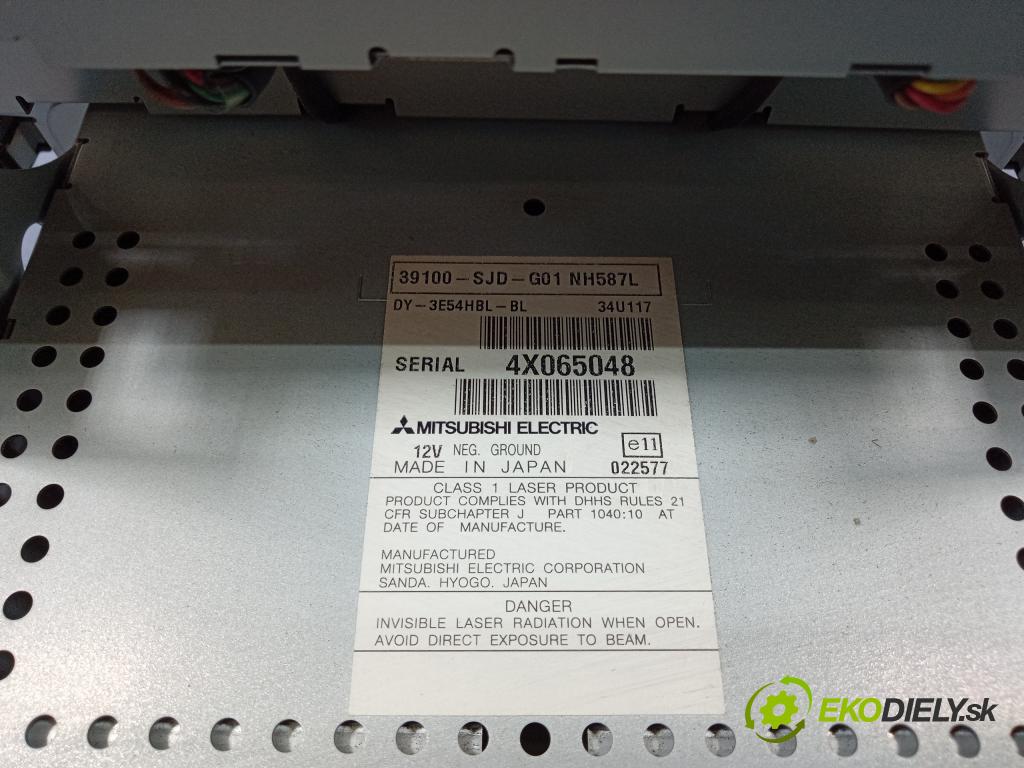 39100-SJD-G01 NH587L
DY-3E54HBL-BL 34U117
SERIAL 4X065048
MITSUBISHI ELECTRIC
12V NEG. GROUND e11
MADE IN JAPAN 022577
CLASS 1 LASER PRODUCT
PRODUCT COMPLIES WITH DHHS RULES 21
CFR SUBCHAPTER J PART 1040:10 AT
DATE OF MANUFACTURE.
MANUFACTURED
MITSUBISHI ELECTRIC CORPORATION
SANDA. HYOGO. JAPAN
DANGER
INVISIBLE LASER RADIATION WHEN OPEN.
AVOID DIRECT EXPOSURE TO BEAM.
EKODIELY.sk